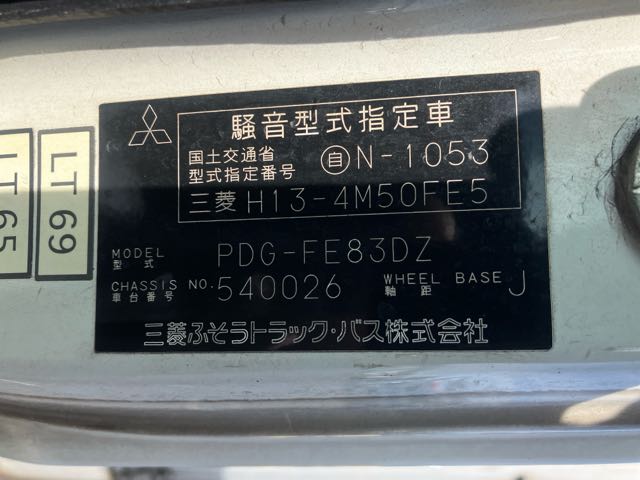 騒音型式指定車
国土交通省
型式指定番号
自N-1053
三菱 H13-4M50FE5
MODEL
型式
PDG-FE83DZ
CHASSIS NO.
車台番号
540026
WHEEL BASE
軸距
J
三菱ふそうトラック・バス株式会社
LT 69
LT 65